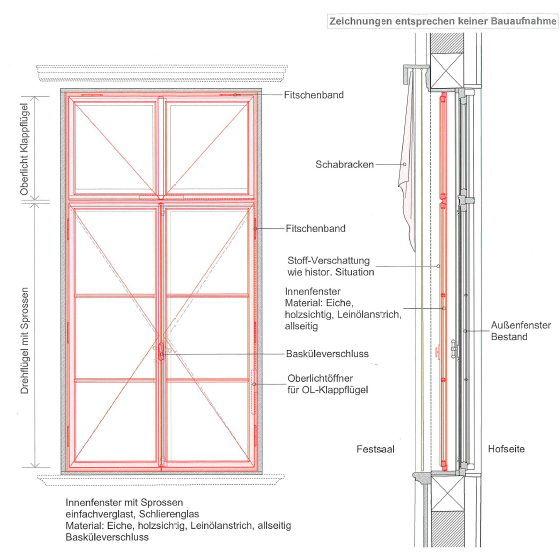 Zeichnungen entsprechen keiner Bauaufnahme
Fitschenband
Oberlicht Klappflügel
Schabracken
Fitschenband
Stoff-Verschattung
wie histor. Situation
Innenfenster
Material: Eiche,
holzsichtig, Leinölanstrich,
allseitig
Außenfenster
Bestand
Drehflügel mit Sprossen
Basküleverschluss
Oberlichtöffner
für OL-Klappflügel
Festsaal
Hofseite
Innenfenster mit Sprossen
einfachverglast, Schlierenglas
Material: Eiche, holzsichtig, Leinölanstrich, allseitig
Basküleverschluss